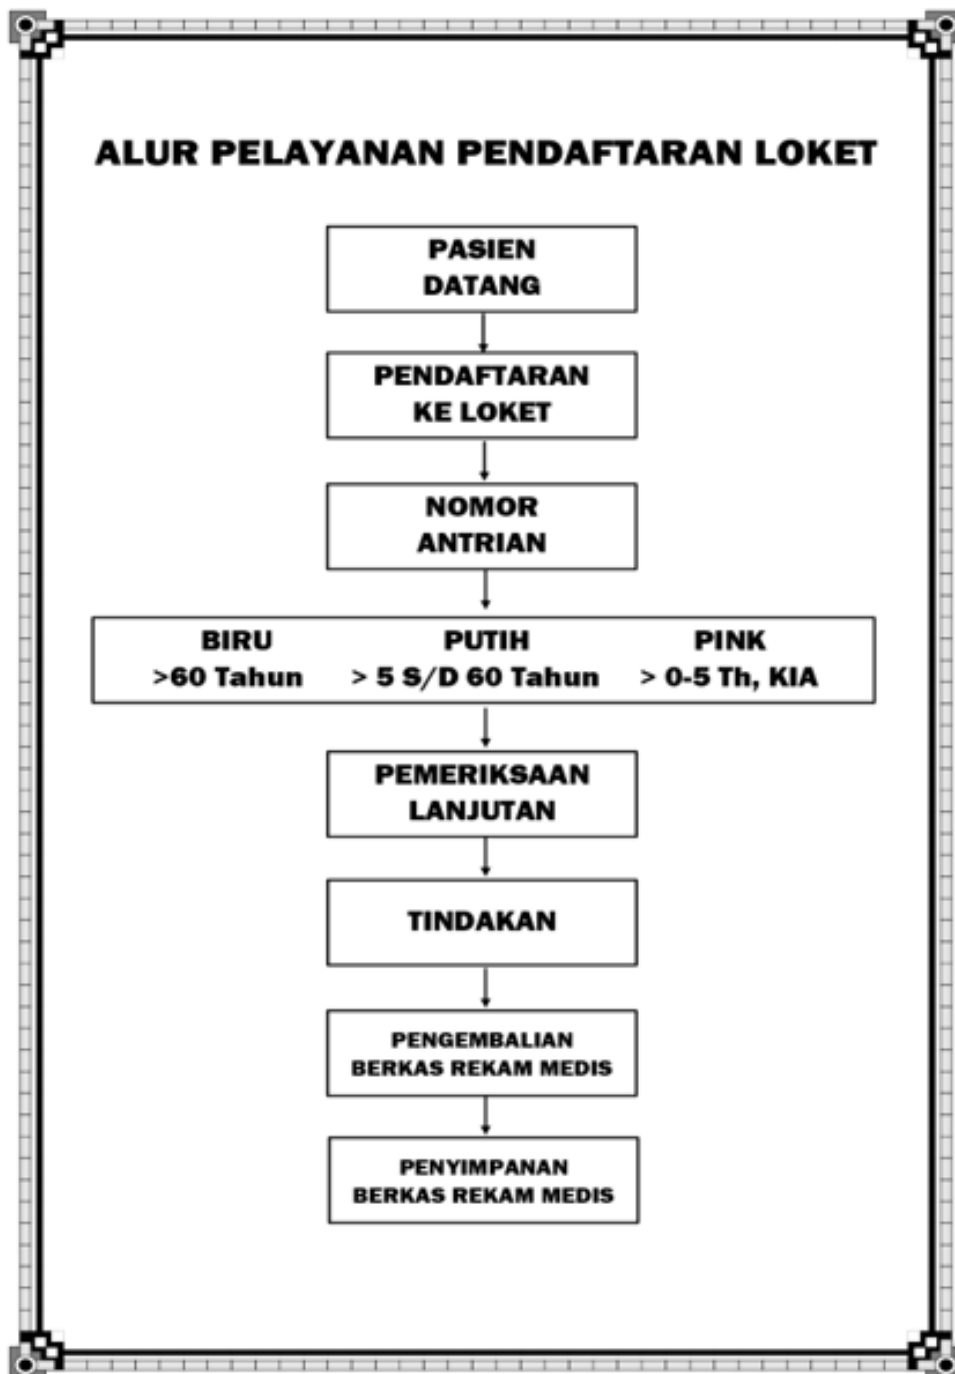 ALUR PELAYANAN PENDAFTARAN LOKET
PASIEN
DATANG
PENDAFTARAN
KE LOKET
NOMOR
ANTRIAN
BIRU PUTIH PINK
>60 Tahun > 5 S/D 60 Tahun > 0-5 Th, KIA
PEMERIKSAAN
LANJUTAN
TINDAKAN
PENGEMBALIAN
BERKAS REKAM MEDIS
PENYIMPANAN
BERKAS REKAM MEDIS